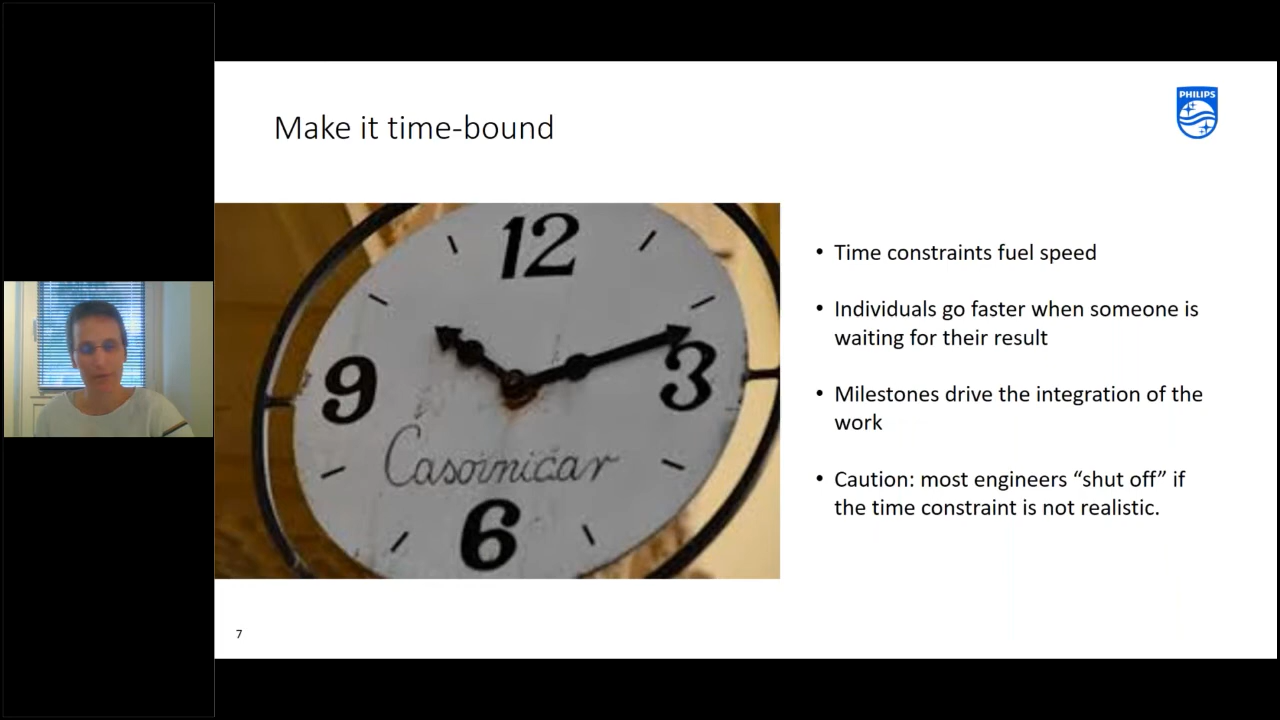 Make it time-bound
PHILIPS
12
9
3
Casoinicar
6
• Time constraints fuel speed
• Individuals go faster when someone is
waiting for their result
• Milestones drive the integration of the
work
• Caution: most engineers “shut off” if
the time constraint is not realistic.
7